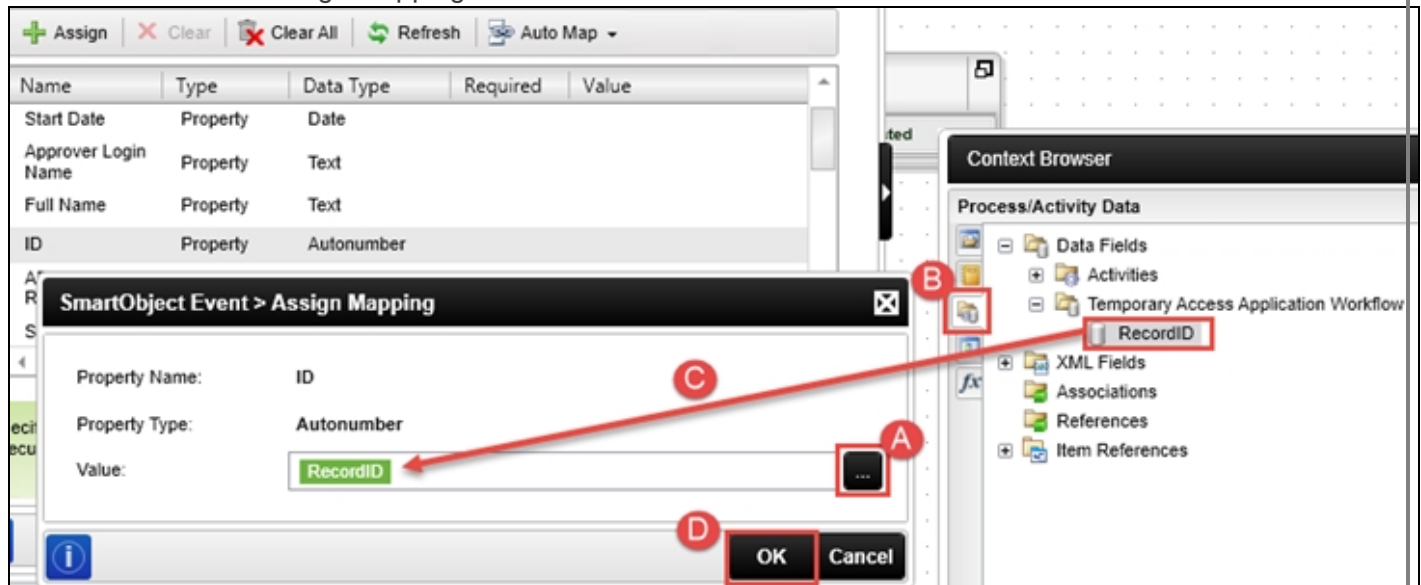 Assign Clear Clear All Refresh Auto Map
Name Type Data Type Required Value
Start Date Property Date
Approver Login
Name Property Text
Full Name Property Text
ID Property Autonumber
SmartObject Event > Assign Mapping
Property Name: ID
Property Type: Autonumber
Value: RecordID ...
i OK Cancel
Context Browser
Process/Activity Data
Data Fields
Activities
Temporary Access Application Workflow
RecordID
XML Fields
fx Associations
References
Item References
A
B
C
D